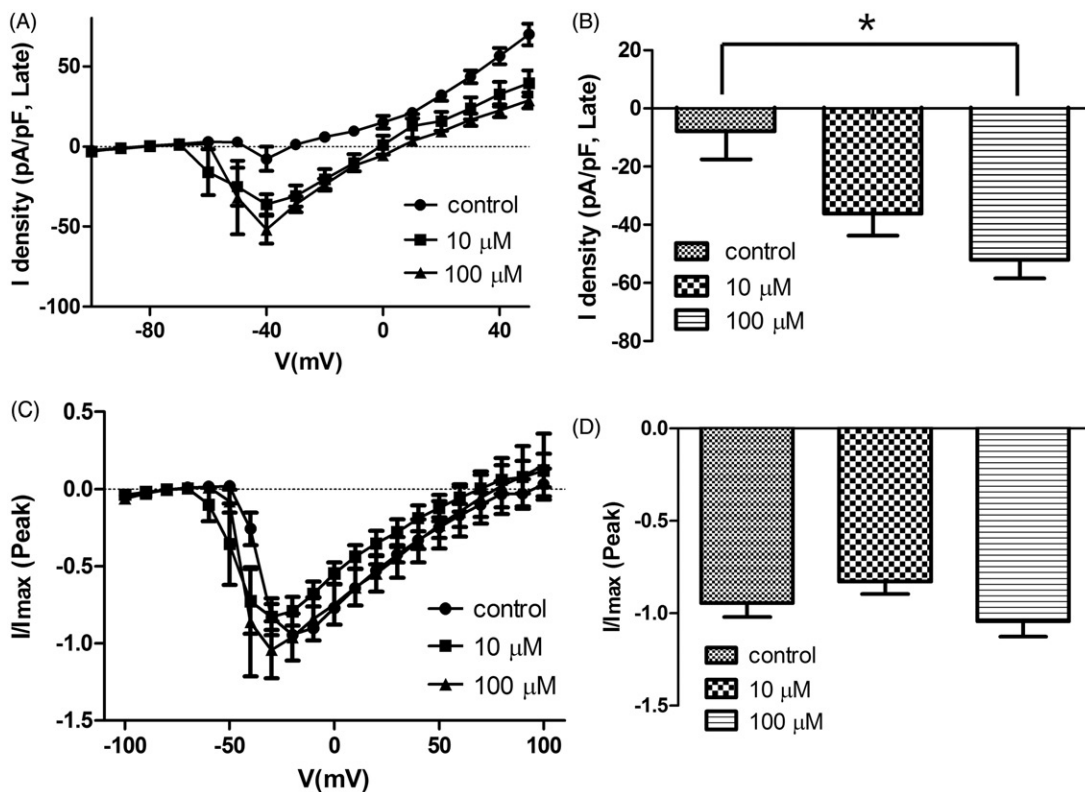 (A)
I density (pA/pF, Late)
50
0
-50
-100
-80
-40
0
40
V(mV)
control
10 μM
100 μM
(B)
*
I density (pA/pF, Late)
20
0
-20
-40
-60
-80
control
10 μM
100 μM
(C)
I/Imax (Peak)
0.5
0.0
-0.5
-1.0
-1.5
-100
-50
0
50
100
V(mV)
control
10 μM
100 μM
(D)
I/Imax (Peak)
0.0
-0.5
-1.0
-1.5
control
10 μM
100 μM